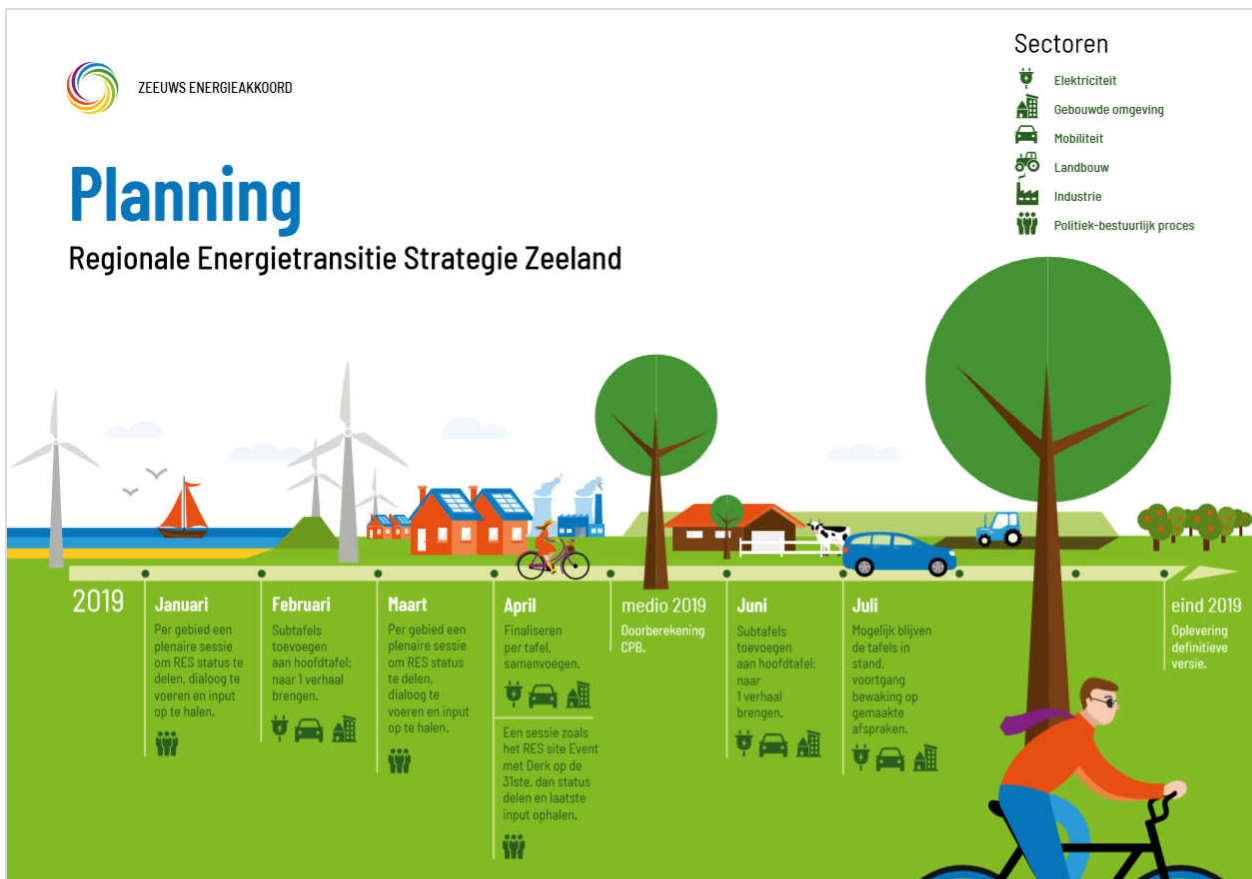 ZEEUWS ENERGIEAKKOORD
Sectoren
Elektriciteit
Gebouwde omgeving
Mobiliteit
Landbouw
Industrie
Politiek-bestuurlijk proces
Planning
Regionale Energietransitie Strategie Zeeland
2019
Januari
Per gebied een
plenaire sessie
om RES status te
delen, dialoog te
voeren en input
op te halen.
Februari
Subtafels
toevoegen
aan hoofdtafel;
naar 1 verhaal
brengen.
Maart
Per gebied een
plenaire sessie
om RES status
te delen,
dialoog te
voeren en input
op te halen.
April
Finaliseren
per tafel,
samenvoegen.
Een sessie zoals
het RES site Event
met Derk op de
31ste, dan status
delen en laatste
input ophalen.
medio 2019
Doorberekening
CPB.
Juni
Subtafels
toevoegen
aan hoofdtafel;
naar
1 verhaal
brengen.
Juli
Mogelijk blijven
de tafels in
stand,
voortgang
bewaking op
gemaakte
afspraken.
eind 2019
Oplevering
definitieve
versie.